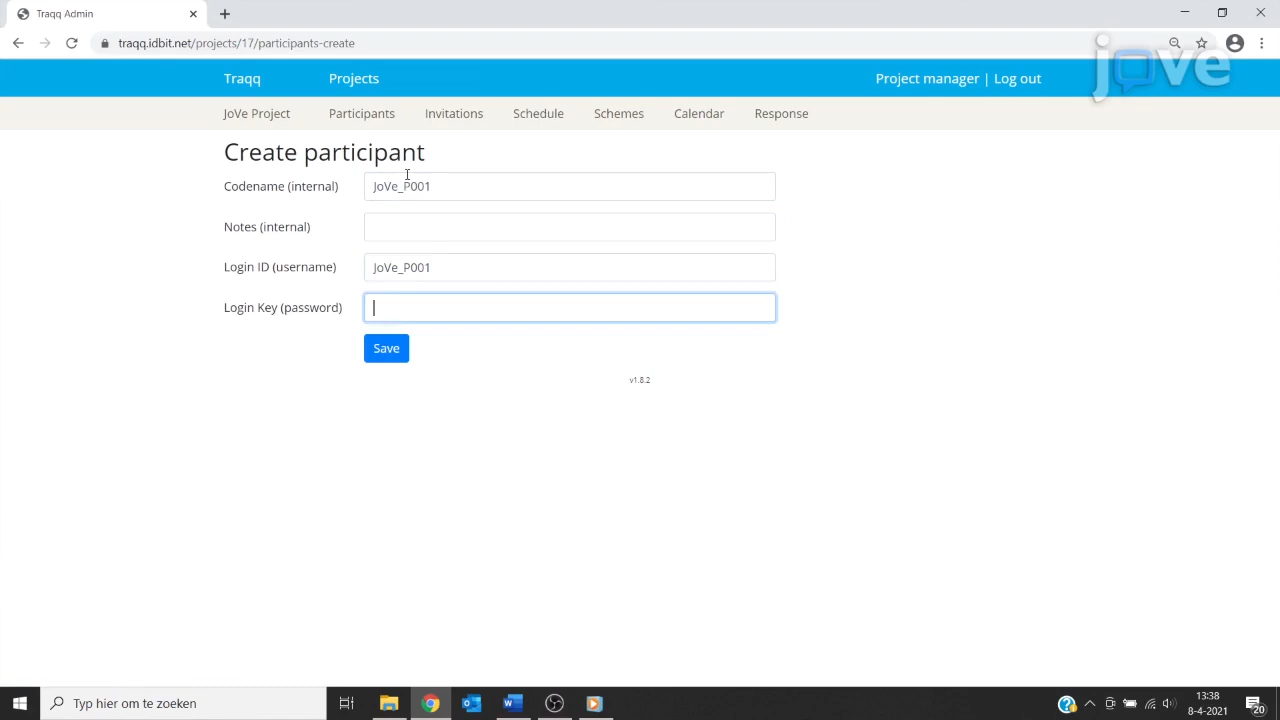 Traqq Admin
traqq.idbit.net/projects/17/participants-create
jove
Traqq Projects Project manager | Log out
JoVe Project Participants Invitations Schedule Schemes Calendar Response
Create participant
Codename (internal) JoVe_P001
Notes (internal)
Login ID (username) JoVe_P001
Login Key (password)
Save
v1.8.2
Typ hier om te zoeken
13:38
8-4-2021
20